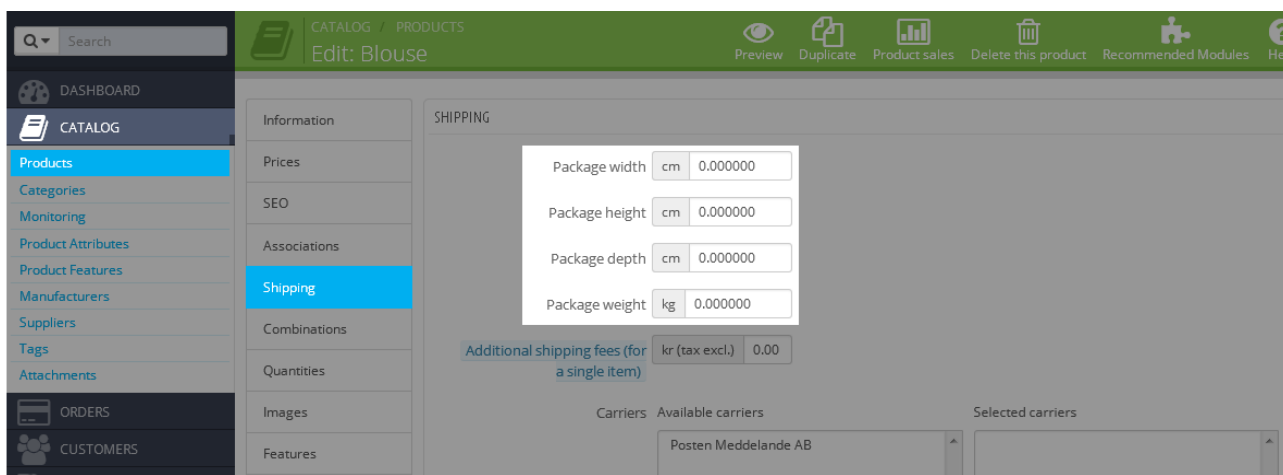 Search
CATALOG / PRODUCTS
Edit: Blouse
Preview
Duplicate
Product sales
Delete this product
Recommended Modules
DASHBOARD
CATALOG
Products
Categories
Monitoring
Product Attributes
Product Features
Manufacturers
Suppliers
Tags
Attachments
ORDERS
CUSTOMERS
Information
Prices
SEO
Associations
Shipping
Combinations
Quantities
Images
Features
SHIPPING
Package width cm 0.000000
Package height cm 0.000000
Package depth cm 0.000000
Package weight kg 0.000000
Additional shipping fees (for kr (tax excl.) 0.00
a single item)
Carriers Available carriers Selected carriers
Posten Meddelande AB